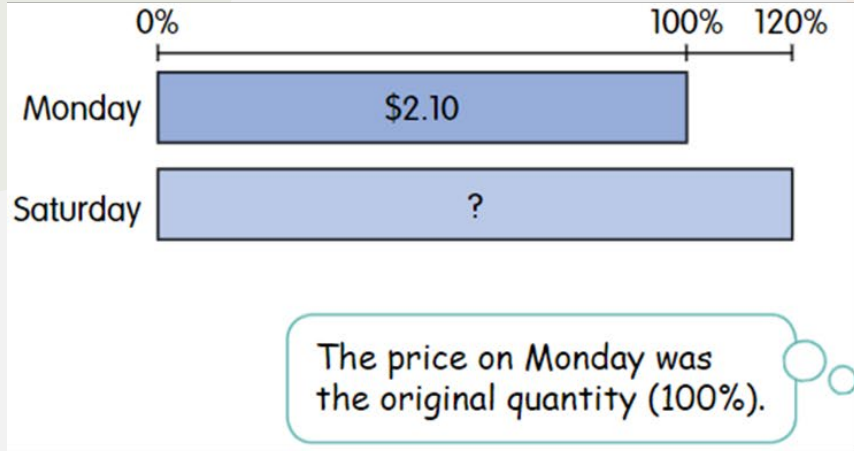 0% 100% 120%
Monday $2.10
Saturday ?
The price on Monday was
the original quantity (100%).